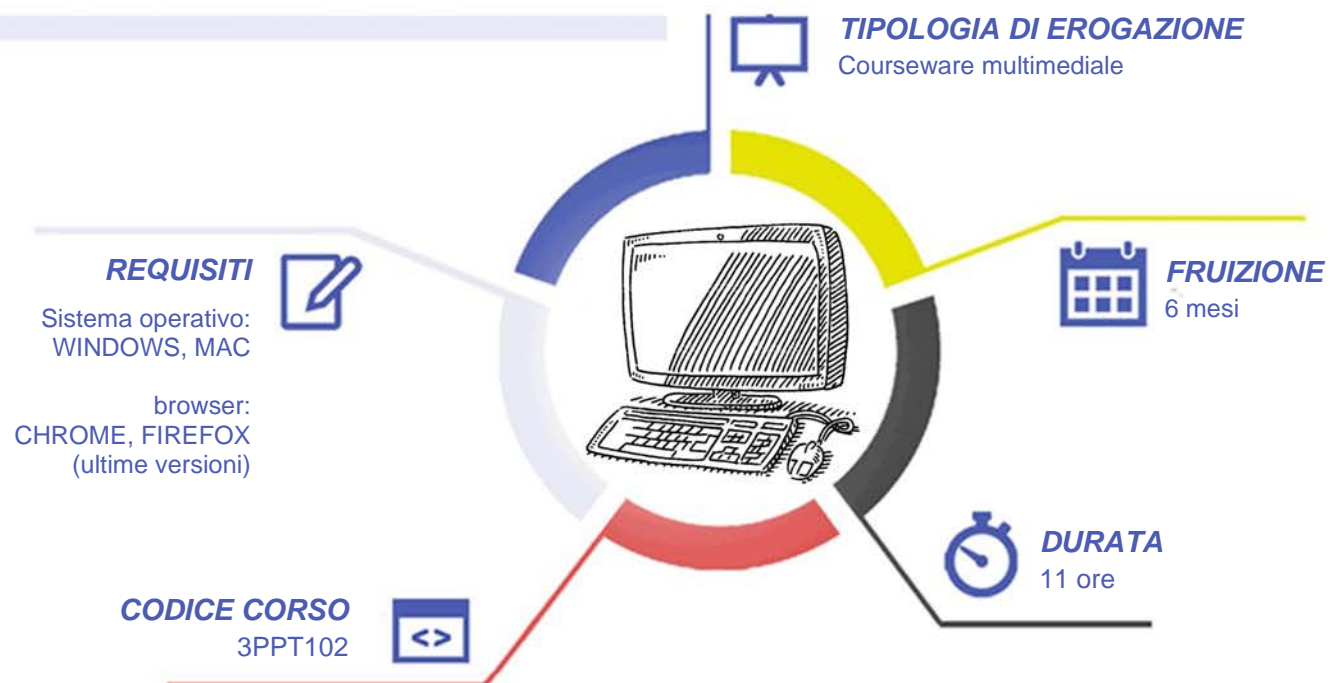 TIPOLOGIA DI EROGAZIONE
Courseware multimediale
REQUISITI
Sistema operativo:
WINDOWS, MAC
browser:
CHROME, FIREFOX
(ultime versioni)
FRUIZIONE
6 mesi
DURATA
11 ore
CODICE CORSO
3PPT102
<>